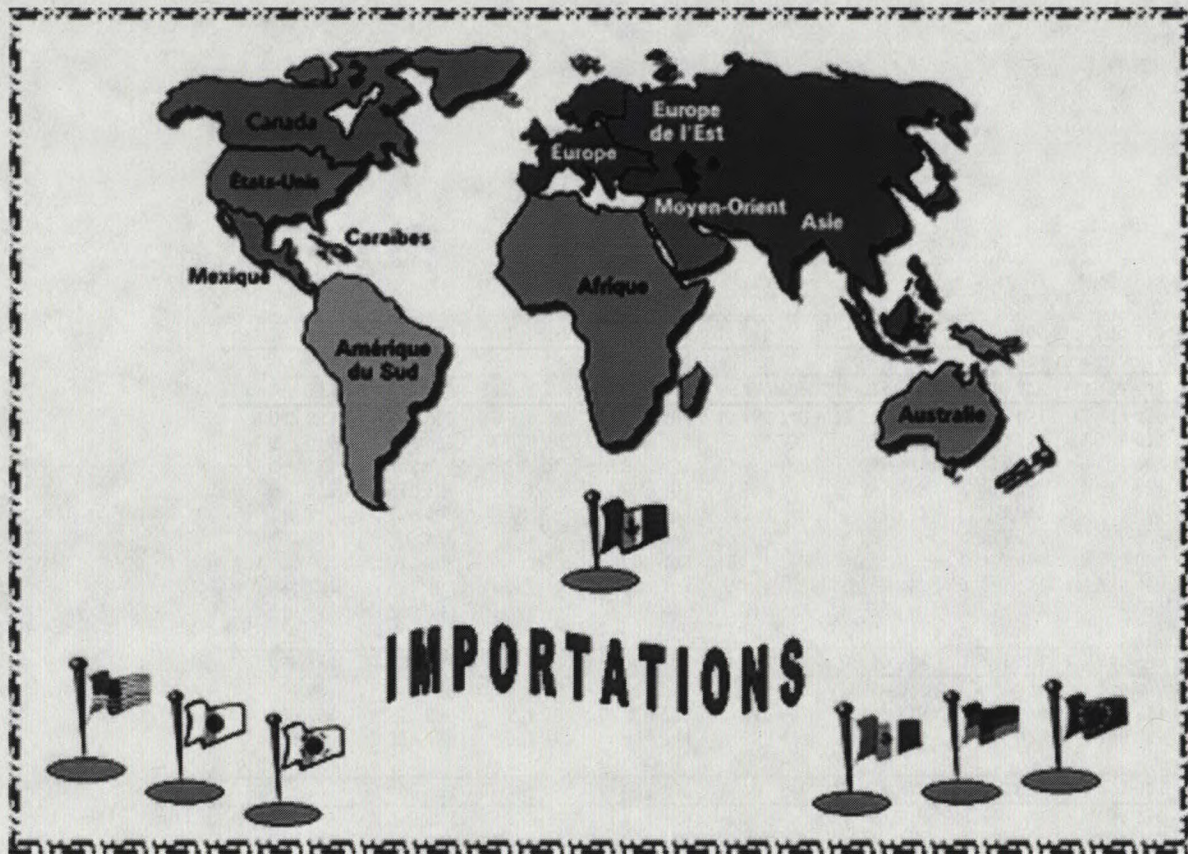 Canada
Europe
de l'Est
Europe
États-Unis
Moyen-Orient
Asie
Caraïbes
Mexique
Afrique
Amérique
du Sud
Australie
IMPORTATIONS